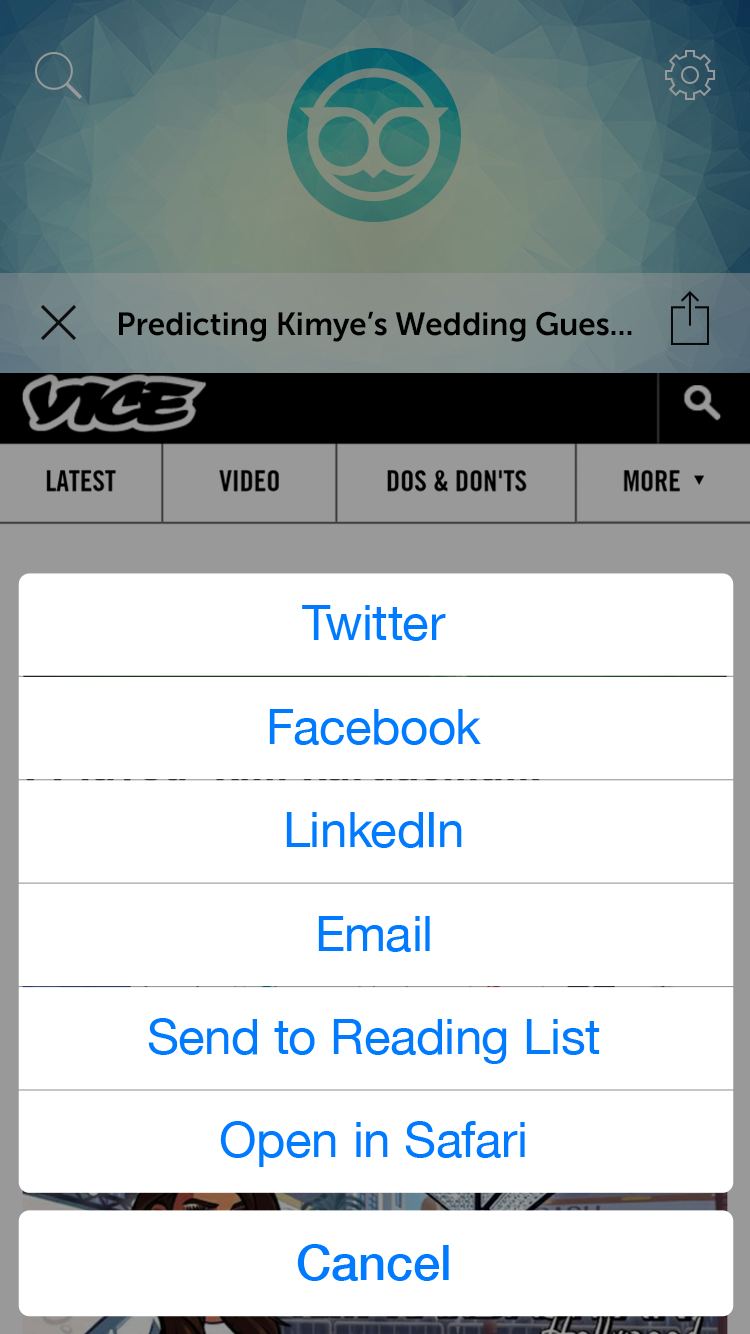 Predicting Kimye's Wedding Gues...
VICE
LATEST
VIDEO
DOS & DON'TS
MORE ▼
Twitter
Facebook
LinkedIn
Email
Send to Reading List
Open in Safari
Cancel